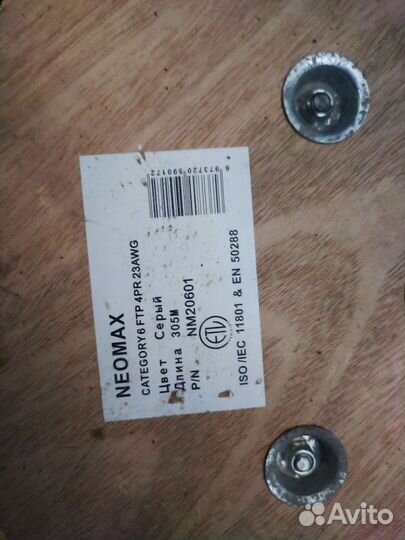 NEOMAX
CATEGORY 6 FTP 4PR 23AWG
Цвет Серый
Длина 305М
P/N NM20601
ETL
ISO /IEC 11801 & EN 50288
6 973720 590172
Avito